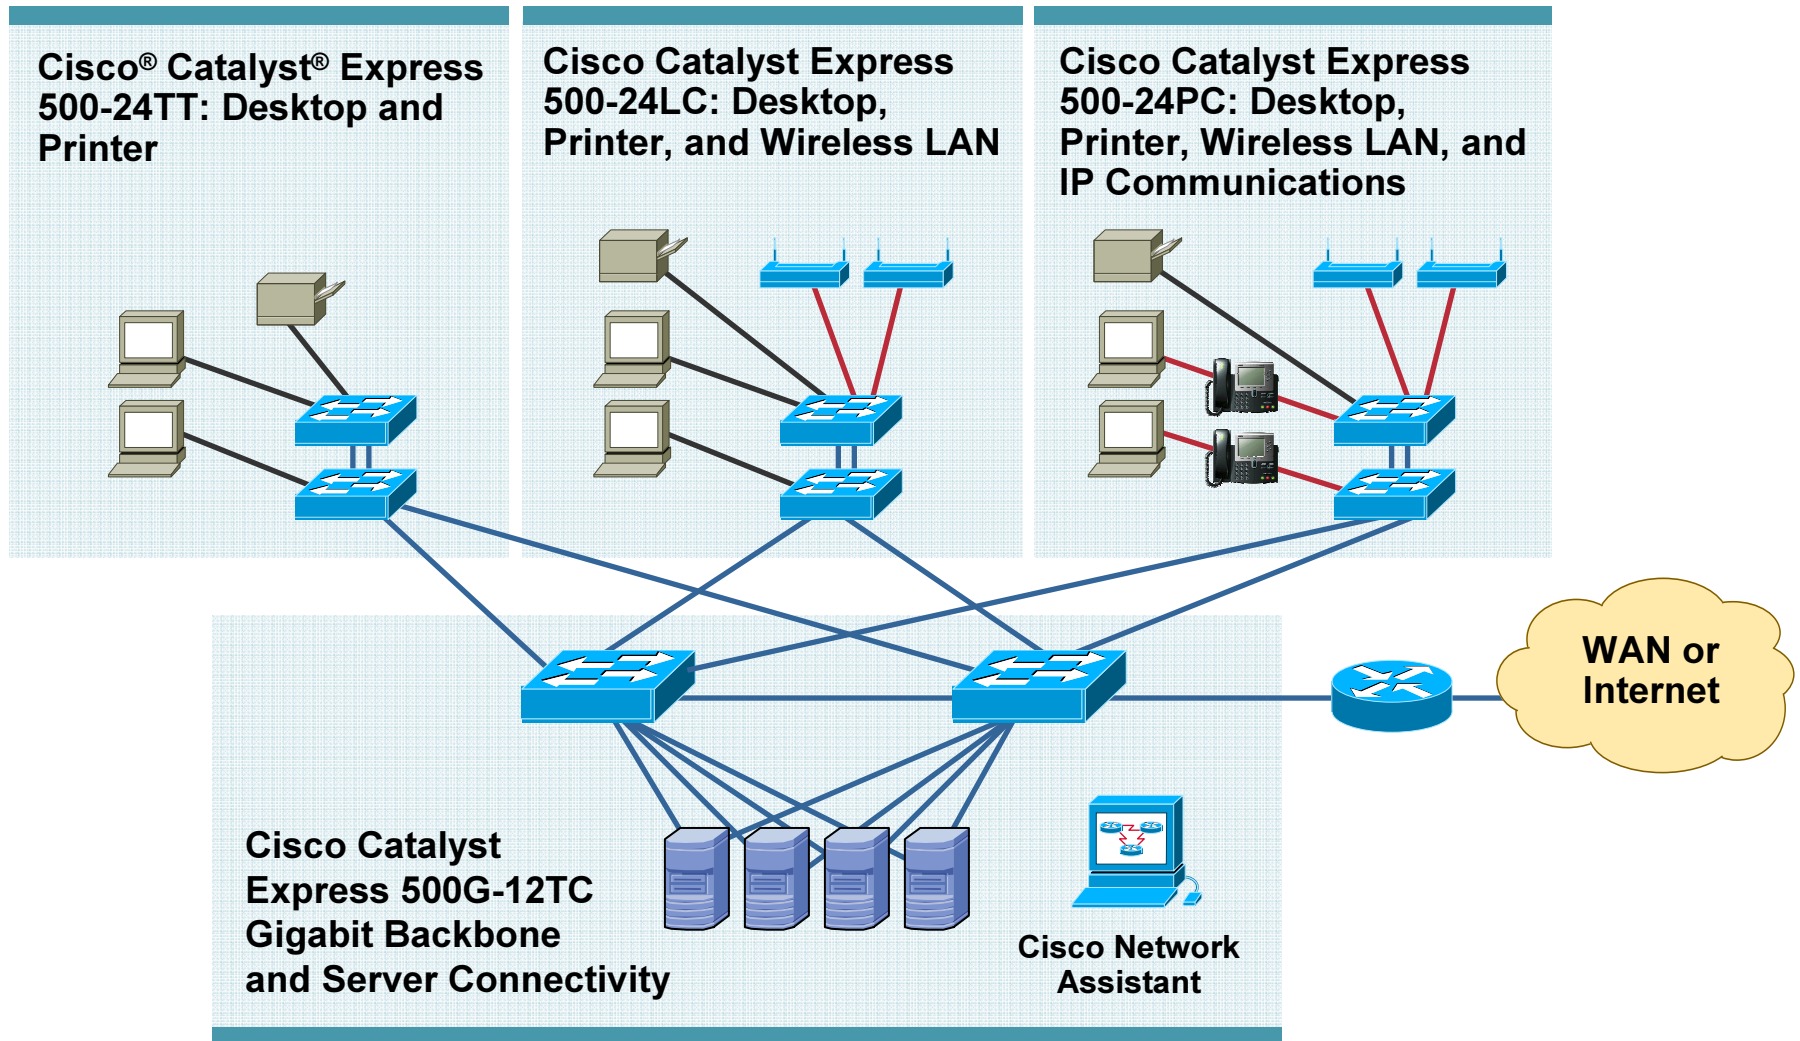 Cisco® Catalyst® Express
500-24TT: Desktop and
Printer
Cisco Catalyst Express
500-24LC: Desktop,
Printer, and Wireless LAN
Cisco Catalyst Express
500-24PC: Desktop,
Printer, Wireless LAN, and
IP Communications
WAN or
Internet
Cisco Catalyst
Express 500G-12TC
Gigabit Backbone
and Server Connectivity
Cisco Network
Assistant